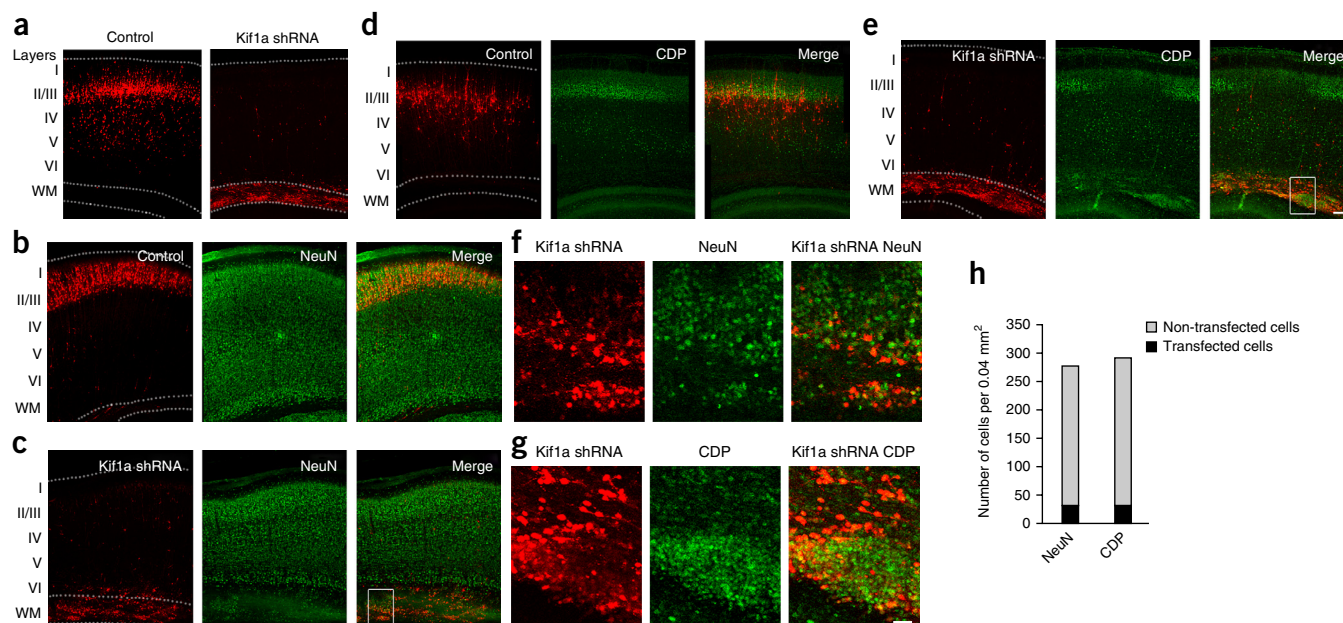 a
Control
Kif1a shRNA
Layers
I
II/III
IV
V
VI
WM
b
Control
NeuN
Merge
I
II/III
IV
V
VI
WM
c
Kif1a shRNA
NeuN
Merge
I
II/III
IV
V
VI
WM
d
Control
CDP
Merge
I
II/III
IV
V
VI
WM
e
Kif1a shRNA
CDP
Merge
I
II/III
IV
V
VI
WM
f
Kif1a shRNA
NeuN
Kif1a shRNA NeuN
g
Kif1a shRNA
CDP
Kif1a shRNA CDP
h
Number of cells per 0.04 mm²
350
300
250
200
150
100
50
0
NeuN
CDP
Non-transfected cells
Transfected cells